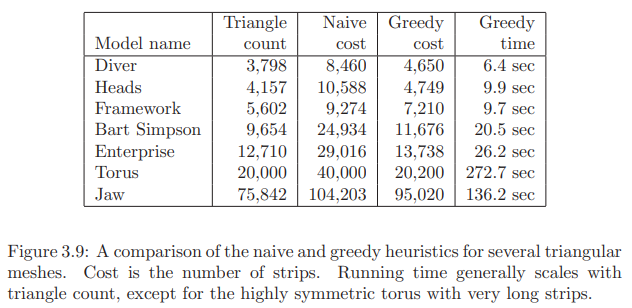 Triangle Naive Greedy Greedy
Model name count cost cost time
Diver 3,798 8,460 4,650 6.4 sec
Heads 4,157 10,588 4,749 9.9 sec
Framework 5,602 9,274 7,210 9.7 sec
Bart Simpson 9,654 24,934 11,676 20.5 sec
Enterprise 12,710 29,016 13,738 26.2 sec
Torus 20,000 40,000 20,200 272.7 sec
Jaw 75,842 104,203 95,020 136.2 sec
Figure 3.9: A comparison of the naive and greedy heuristics for several triangular
meshes. Cost is the number of strips. Running time generally scales with
triangle count, except for the highly symmetric torus with very long strips.